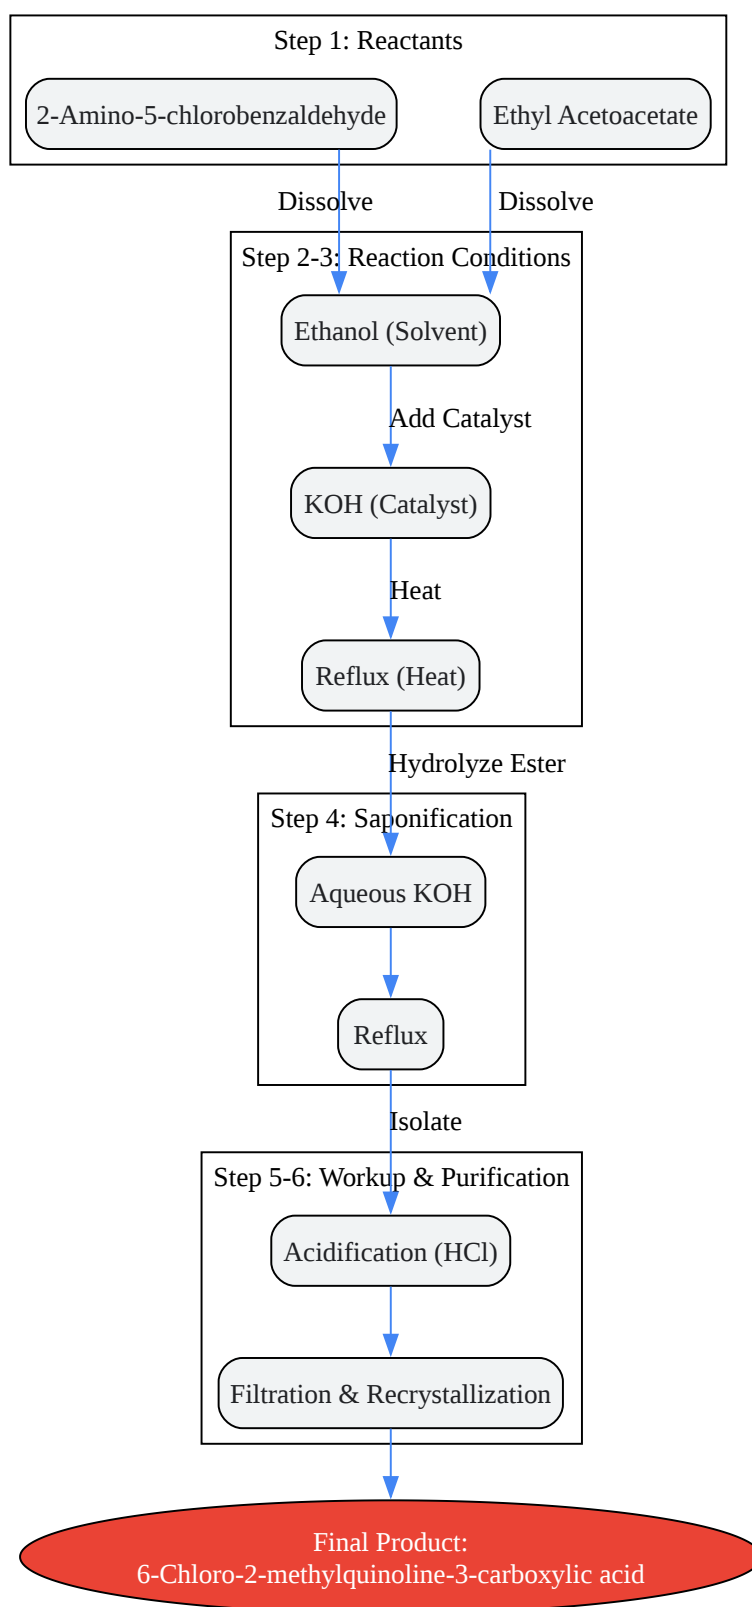 Step 1: Reactants
2-Amino-5-chlorobenzaldehyde
Ethyl Acetoacetate
Dissolve
Dissolve
Step 2-3: Reaction Conditions
Ethanol (Solvent)
Add Catalyst
KOH (Catalyst)
Heat
Reflux (Heat)
Hydrolyze Ester
Step 4: Saponification
Aqueous KOH
Reflux
Isolate
Step 5-6: Workup & Purification
Acidification (HCl)
Filtration & Recrystallization
Final Product:
6-Chloro-2-methylquinoline-3-carboxylic acid